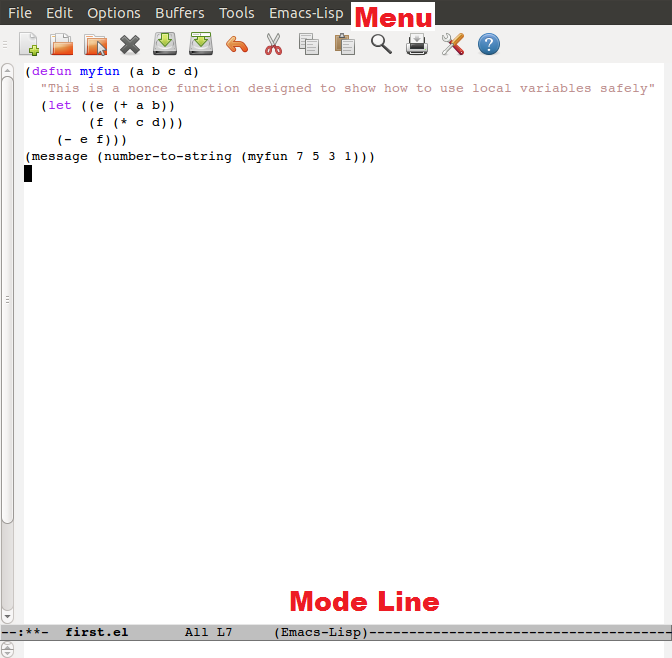 File Edit Options Buffers Tools Emacs-Lisp Menu
(defun myfun (a b c d)
  "This is a nonce function designed to show how to use local variables safely"
  (let ((e (+ a b))
        (f (* c d)))
    (- e f)))
(message (number-to-string (myfun 7 5 3 1)))
Mode Line
--:**-  first.el       All L7     (Emacs-Lisp)--------------------------------------